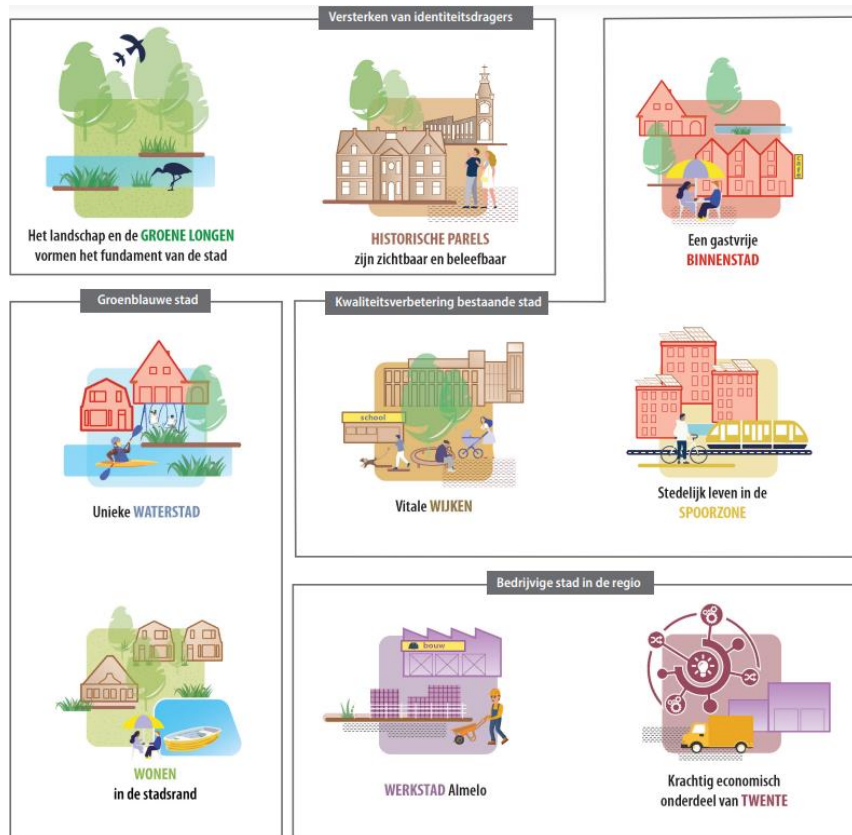 Versterken van identiteitsdragers
Het landschap en de GROENE LONGEN
vormen het fundament van de stad
HISTORISCHE PARELS
zijn zichtbaar en beleefbaar
café
Een gastvrije
BINNENSTAD
Groenblauwe stad
Unieke WATERSTAD
WONEN
in de stadsrand
Kwaliteitsverbetering bestaande stad
school
Vitale WIJKEN
Stedelijk leven in de
SPOORZONE
Bedrijvige stad in de regio
bouw
WERKSTAD Almelo
Krachtig economisch
onderdeel van TWENTE